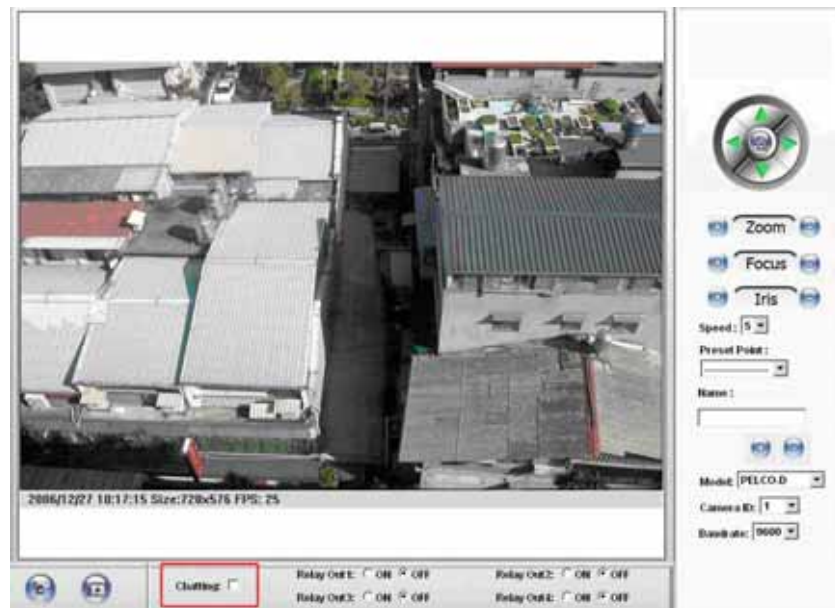 Zoom
Focus
Iris
Speed: 5
Preset Point:
Name:
Model: PELCO.D
Camera ID: 1
Baudrate: 9600
2006/12/27 10:17:15 Size:720x576 FPS: 25
Chatting:
Relay Out1: ON OFF Relay Out2: ON OFF
Relay Out3: ON OFF Relay Out4: ON OFF